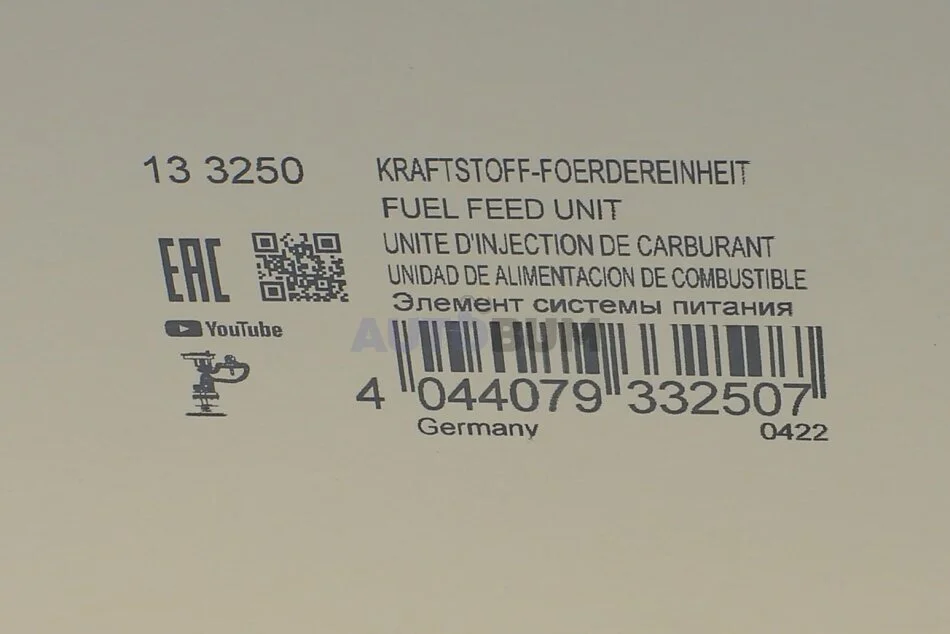 13 3250
KRAFTSTOFF-FOERDEREINHEIT
FUEL FEED UNIT
UNITE D'INJECTION DE CARBURANT
UNIDAD DE ALIMENTACION DE COMBUSTIBLE
Элемент системы питания
EAC
YouTube
AUTOBUM
4 044079 332507
Germany
0422